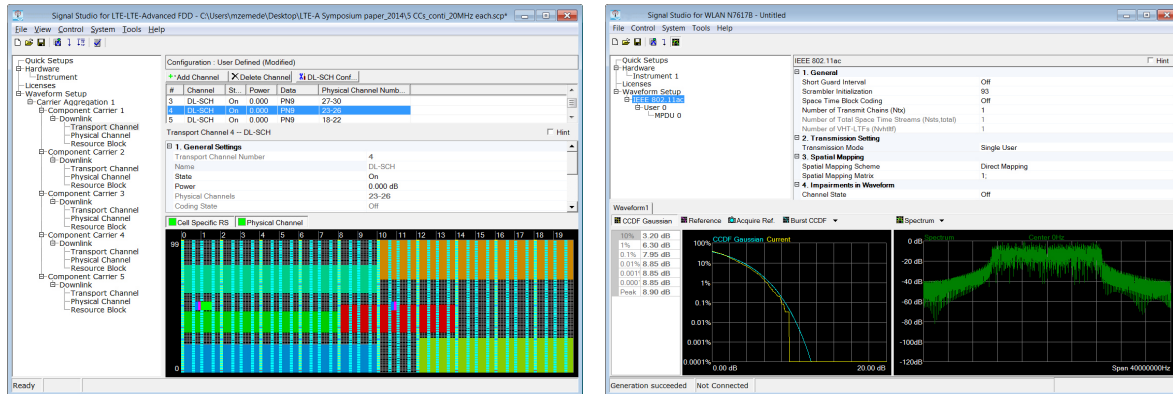 Signal Studio for LTE-LTE-Advanced FDD - C:\Users\mzemede\Desktop\LTE-A Symposium paper_2014\5 CCs_conti_20MHz each.scp*
File View Control System Tools Help
Quick Setups
Hardware
Instrument
Licenses
Waveform Setup
Carrier Aggregation 1
Component Carrier 1
Downlink
Transport Channel
Physical Channel
Resource Block
Component Carrier 2
Downlink
Transport Channel
Physical Channel
Resource Block
Component Carrier 3
Downlink
Transport Channel
Physical Channel
Resource Block
Component Carrier 4
Downlink
Transport Channel
Physical Channel
Resource Block
Component Carrier 5
Downlink
Transport Channel
Physical Channel
Resource Block
Configuration : User Defined (Modified)
Add Channel Delete Channel DL-SCH Conf...
# Channel St... Power Data Physical Channel Numb...
3 DL-SCH On 0.000 PN9 27-30
4 DL-SCH On 0.000 PN9 23-26
5 DL-SCH On 0.000 PN9 18-22
Transport Channel 4 -- DL-SCH Hint
1. General Settings
Transport Channel Number 4
Name DL-SCH
State On
Power 0.000 dB
Physical Channels 23-26
Coding State Off
Cell Specific RS Physical Channel
0 1 2 3 4 5 6 7 8 9 10 11 12 13 14 15 16 17 18 19
99
0
Ready
Signal Studio for WLAN N7617B - Untitled
File Control System Tools Help
Quick Setups
Hardware
Instrument 1
Licenses
Waveform Setup
IEEE 802.11ac
User 0
MPDU 0
IEEE 802.11ac Hint
1. General
Short Guard Interval Off
Scrambler Initialization 93
Space Time Block Coding Off
Number of Transmit Chains (Ntx) 1
Number of Total Space Time Streams (Nsts,total) 1
Number of VHT-LTFs (Nvhtltf) 1
2. Transmission Setting
Transmission Mode Single User
3. Spatial Mapping
Spatial Mapping Scheme Direct Mapping
Spatial Mapping Matrix 1;
4. Impairments in Waveform
Channel State Off
Waveform1
CCDF Gaussian Reference Acquire Ref. Burst CCDF Spectrum
10% 3.20 dB
1% 6.30 dB
0.1% 7.95 dB
0.01% 8.85 dB
0.001% 8.85 dB
0.0001 8.85 dB
Peak 8.90 dB
CCDF Gaussian Current
100%
10%
1%
0.1%
0.01%
0.001%
0.0001%
0.00 dB 20.00 dB
Spectrum Center 0Hz
0 dB
-20 dB
-40 dB
-60 dB
-80 dB
-100dB
-120dB
Span 40000000Hz
Generation succeeded Not Connected